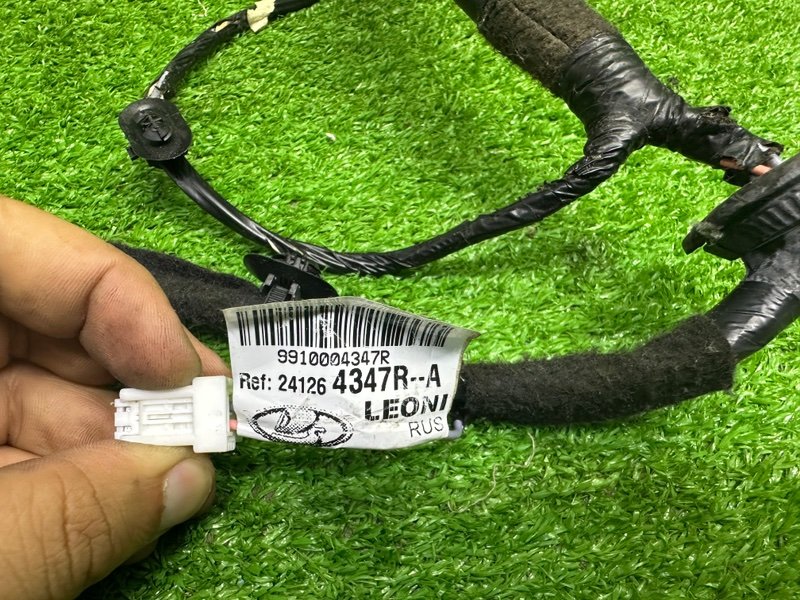 9910004347R
Ref: 24126 4347R--A
LEONI
RUS